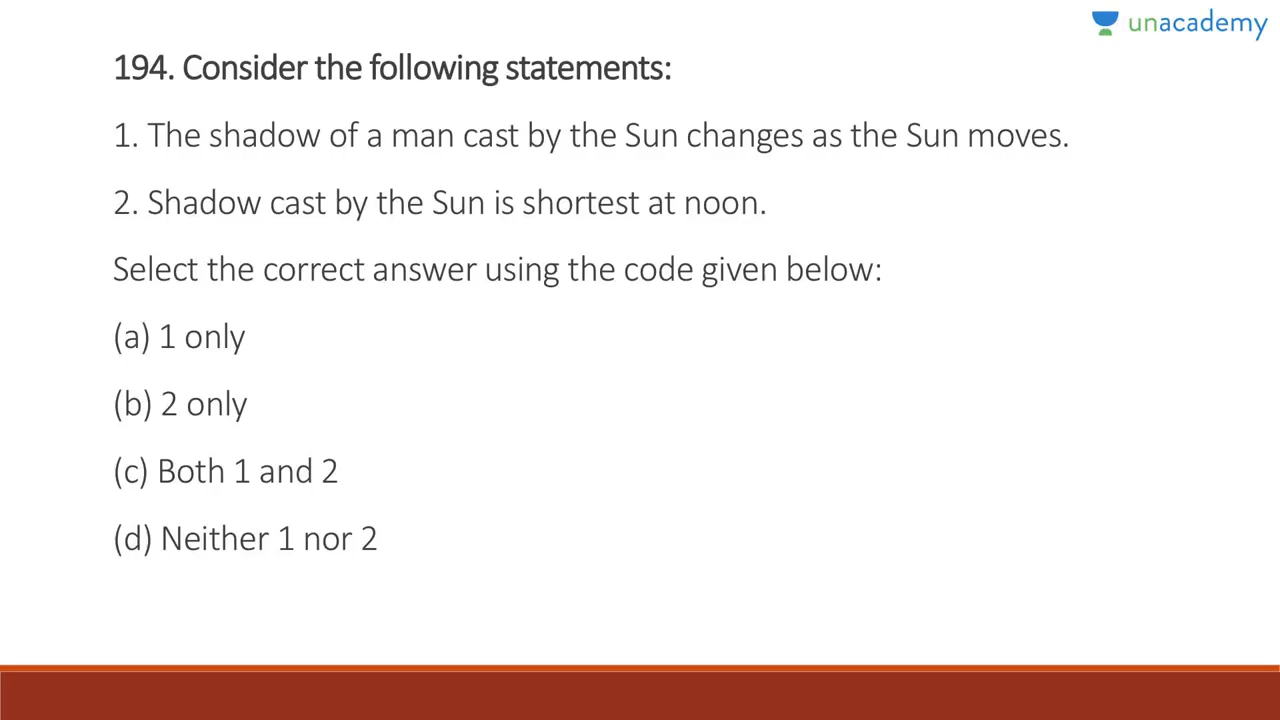 unacademy
194. Consider the following statements:
1. The shadow of a man cast by the Sun changes as the Sun moves.
2. Shadow cast by the Sun is shortest at noon.
Select the correct answer using the code given below:
(a) 1 only
(b) 2 only
(c) Both 1 and 2
(d) Neither 1 nor 2